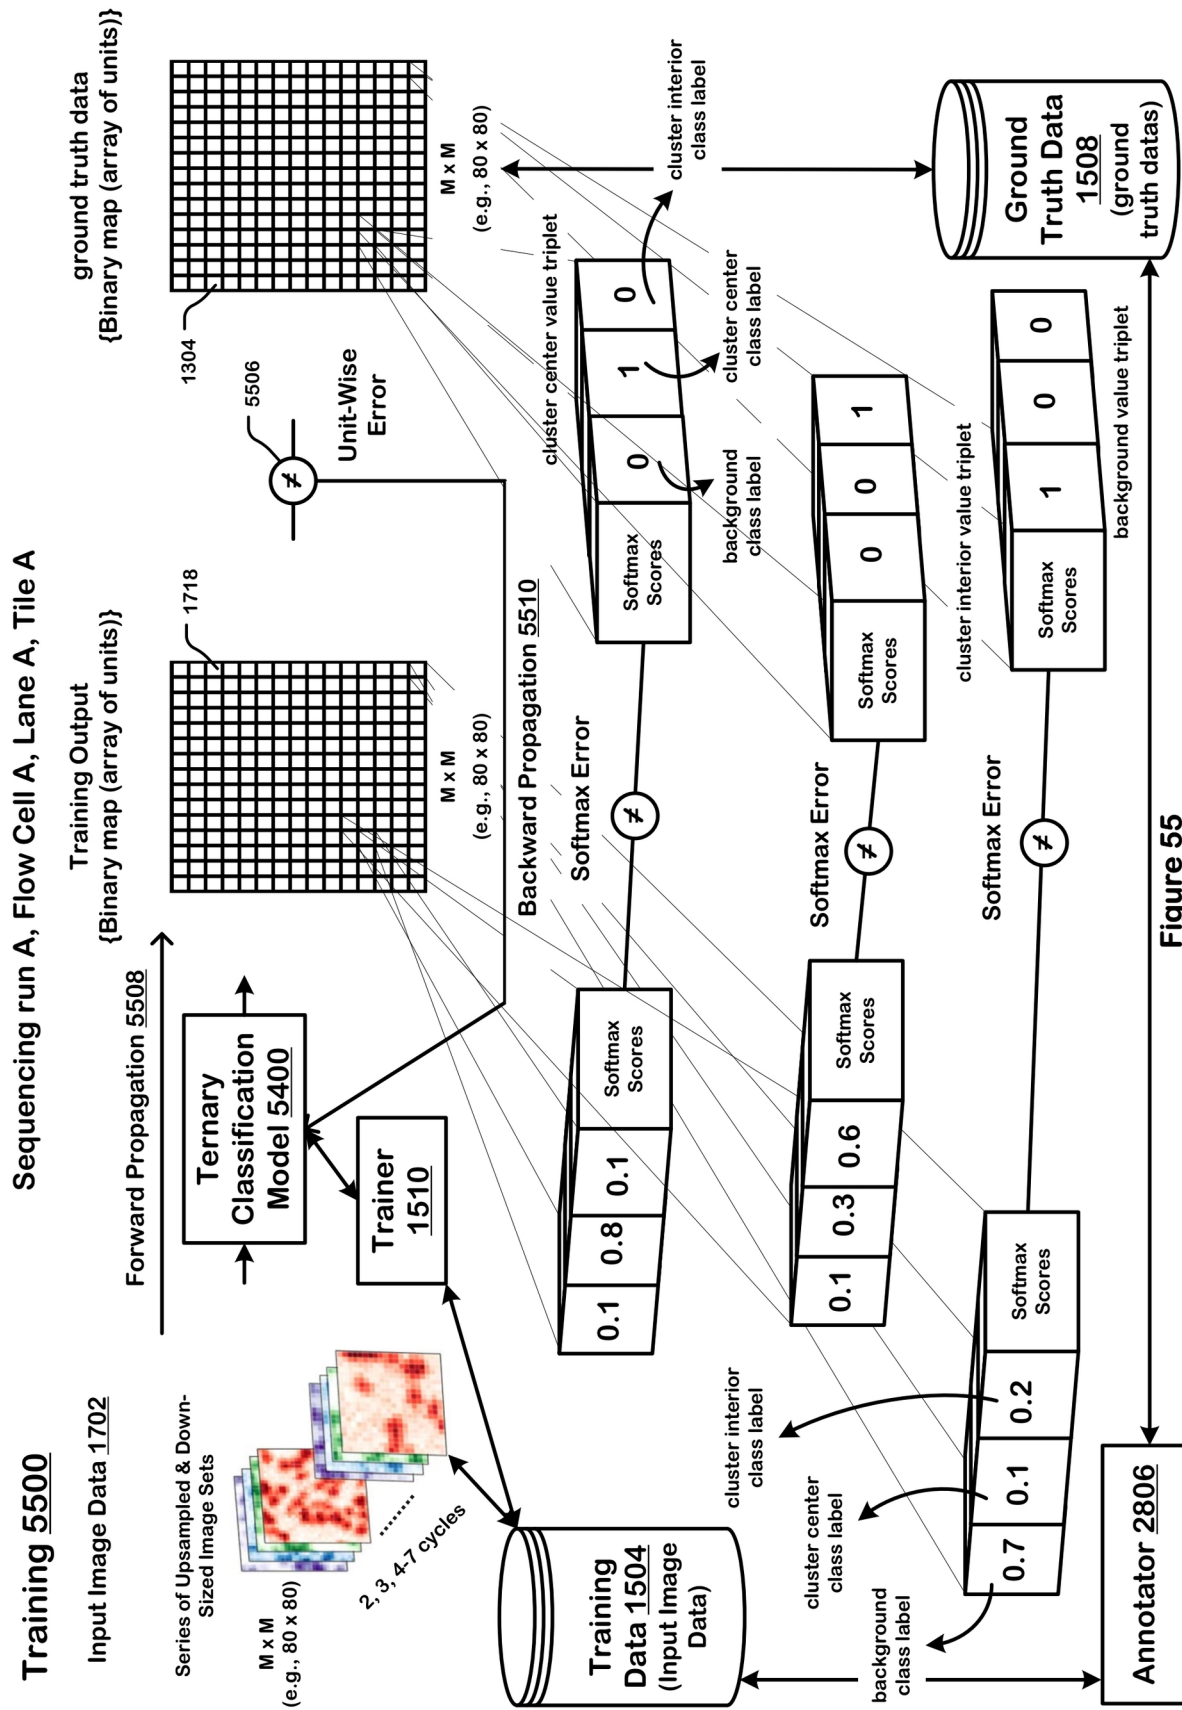 Sequencing run A, Flow Cell A, Lane A, Tile A
Training 5500
Input Image Data 1702
Series of Upsampled & Down-
Sized Image Sets
M x M
(e.g., 80 x 80)
2, 3, 4-7 cycles
Forward Propagation 5508
Ternary
Classification
Model 5400
Trainer
1510
Training Output
{Binary map (array of units)}
1718
M x M
(e.g., 80 x 80)
5506
≠
Unit-Wise
Error
ground truth data
{Binary map (array of units)}
1304
M x M
(e.g., 80 x 80)
Backward Propagation 5510
Training
Data 1504
(Input Image
Data)
0.1
0.8
0.1
Softmax
Scores
Softmax Error
≠
Softmax
Scores
0
1
0
cluster center value triplet
background
class label
cluster center
class label
cluster interior
class label
0.1
0.3
0.6
Softmax
Scores
Softmax Error
≠
Softmax
Scores
0
0
1
cluster interior value triplet
background
class label
cluster center
class label
cluster interior
class label
0.7
0.1
0.2
Softmax
Scores
Softmax Error
≠
Softmax
Scores
1
0
0
background value triplet
Ground
Truth Data
1508
(ground
truth datas)
Annotator 2806
Figure 55